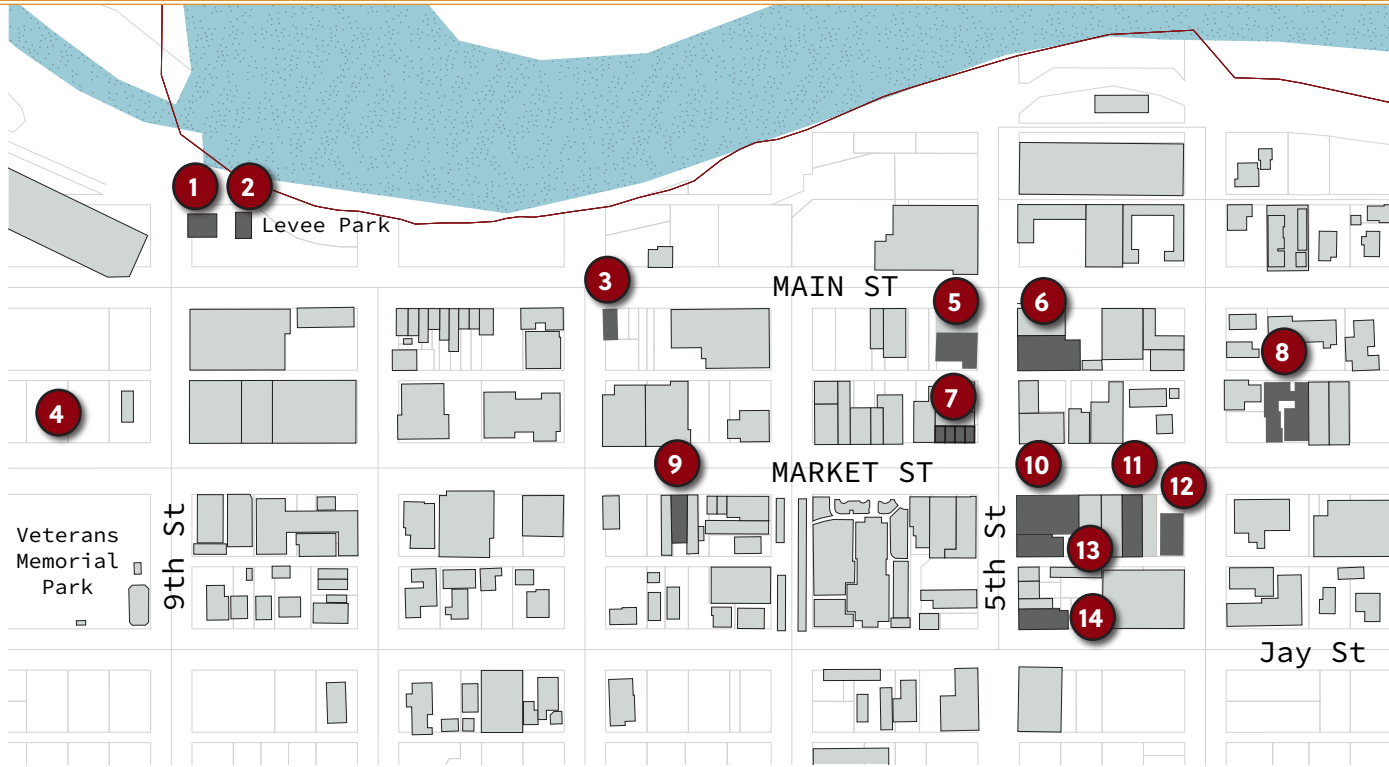 1
2
Levee Park
3
MAIN ST
5
6
8
4
7
9
MARKET ST
10
11
12
Veterans
Memorial
Park
9th St
5th St
13
14
Jay St